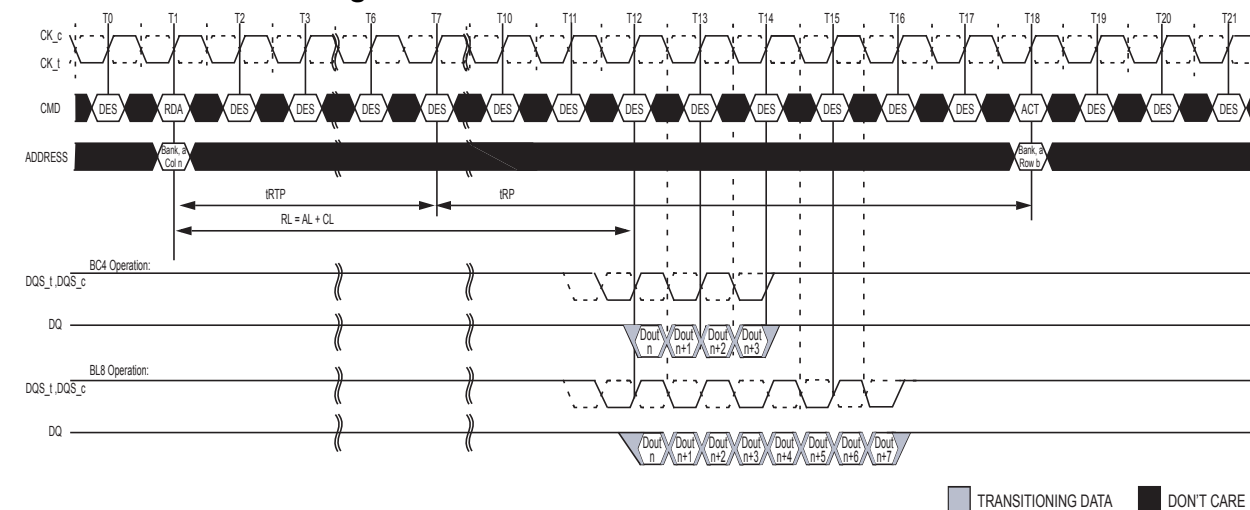 T0 T1 T2 T3 T6 T7 T10 T11 T12 T13 T14 T15 T16 T17 T18 T19 T20 T21
CK_c
CK_t
CMD DES RDA DES DES DES DES DES DES DES DES DES DES DES DES ACT DES DES DES
ADDRESS Bank, a Bank, a
Col n Row b
tRTP tRP
RL = AL + CL
BC4 Operation:
DQS_t ,DQS_c
DQ Dout Dout Dout Dout
n n+1 n+2 n+3
BL8 Operation:
DQS_t ,DQS_c
DQ Dout Dout Dout Dout Dout Dout Dout Dout
n n+1 n+2 n+3 n+4 n+5 n+6 n+7
TRANSITIONING DATA DON'T CARE